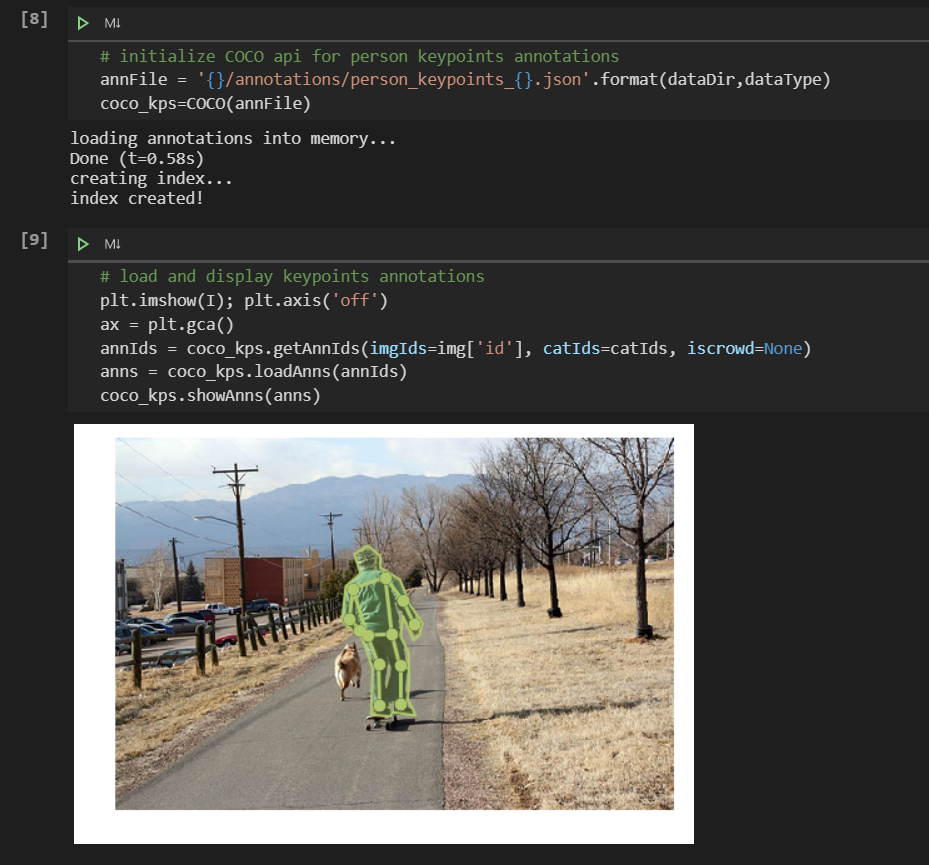 [8]
M↓
# initialize COCO api for person keypoints annotations
annFile = '{}/annotations/person_keypoints_{}.json'.format(dataDir,dataType)
coco_kps=COCO(annFile)
loading annotations into memory...
Done (t=0.58s)
creating index...
index created!
[9]
M↓
# load and display keypoints annotations
plt.imshow(I); plt.axis('off')
ax = plt.gca()
annIds = coco_kps.getAnnIds(imgIds=img['id'], catIds=catIds, iscrowd=None)
anns = coco_kps.loadAnns(annIds)
coco_kps.showAnns(anns)